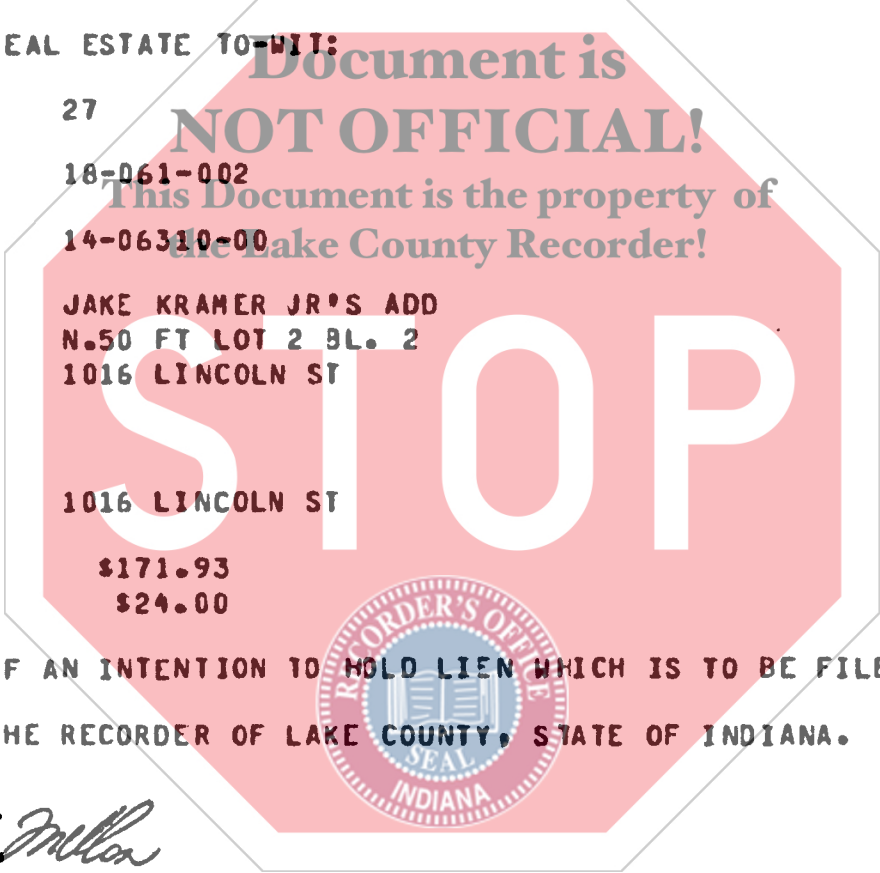 EAL ESTATE TO-WIT:
Document is
27
NOT OFFICIAL!
18-061-002
This Document is the property of
14-06310-00
the Lake County Recorder!
JAKE KRAMER JR'S ADD
N.50 FT LOT 2 BL. 2
1016 LINCOLN ST
STOP
1016 LINCOLN ST
$171.93
$24.00
RECORDER'S OFFICE
F AN INTENTION TO HOLD LIEN WHICH IS TO BE FILE
HE RECORDER OF LAKE COUNTY, STATE OF INDIANA.
SEAL
INDIANA